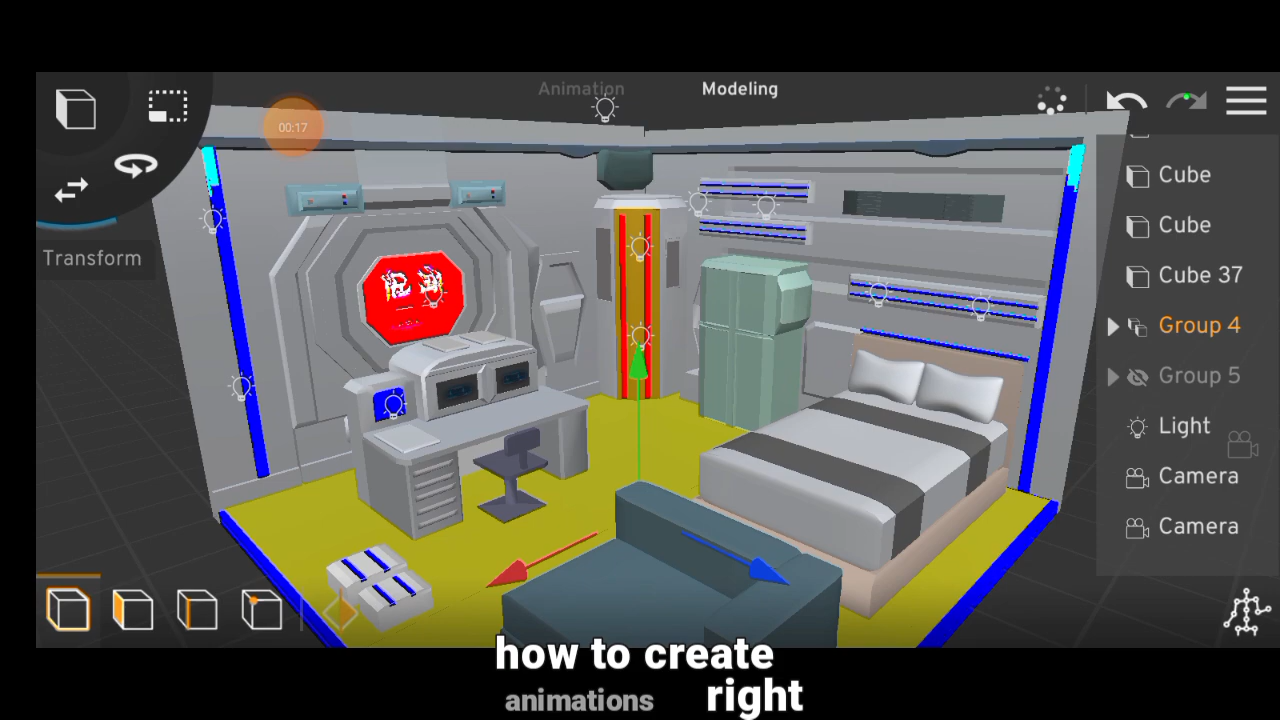 Animation Modeling
00:17
Cube
Cube
Cube 37
Transform
Group 4
Group 5
Light
Camera
Camera
how to create
animations right